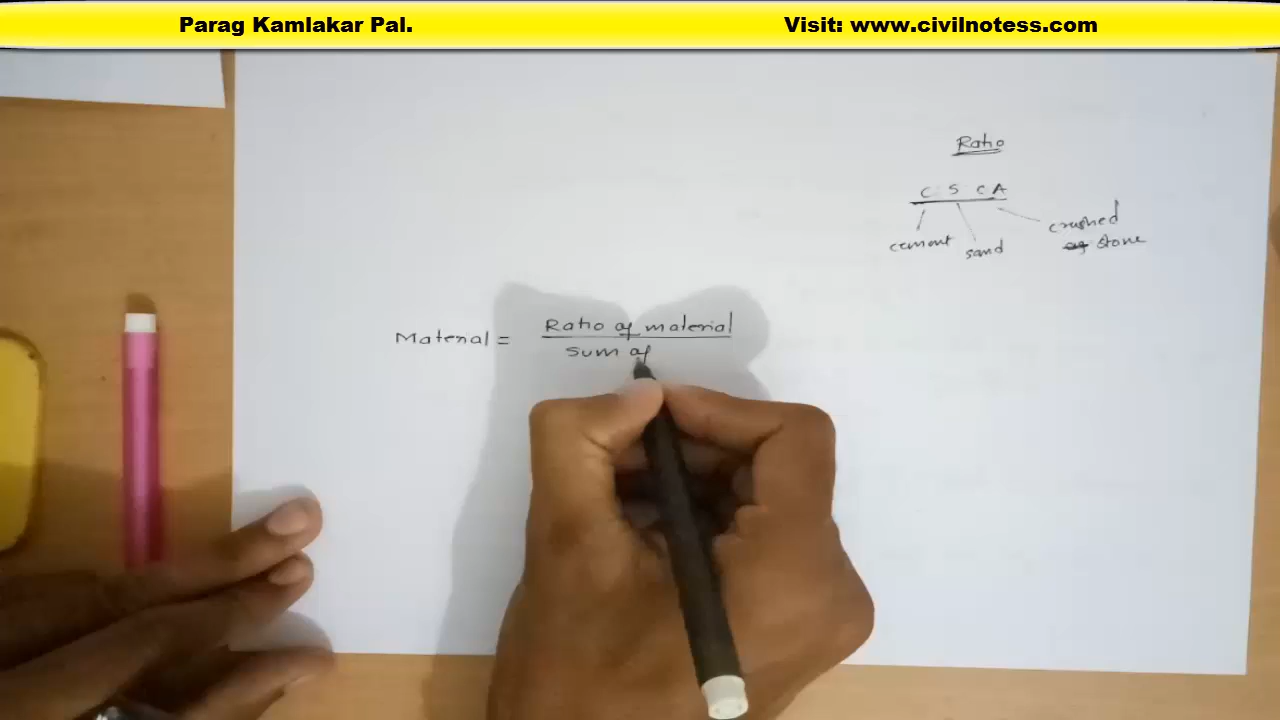 Parag Kamlakar Pal. Visit: www.civilnotess.com
Ratio
C S CA
cement sand crushed stone
Material = Ratio of material
Sum of